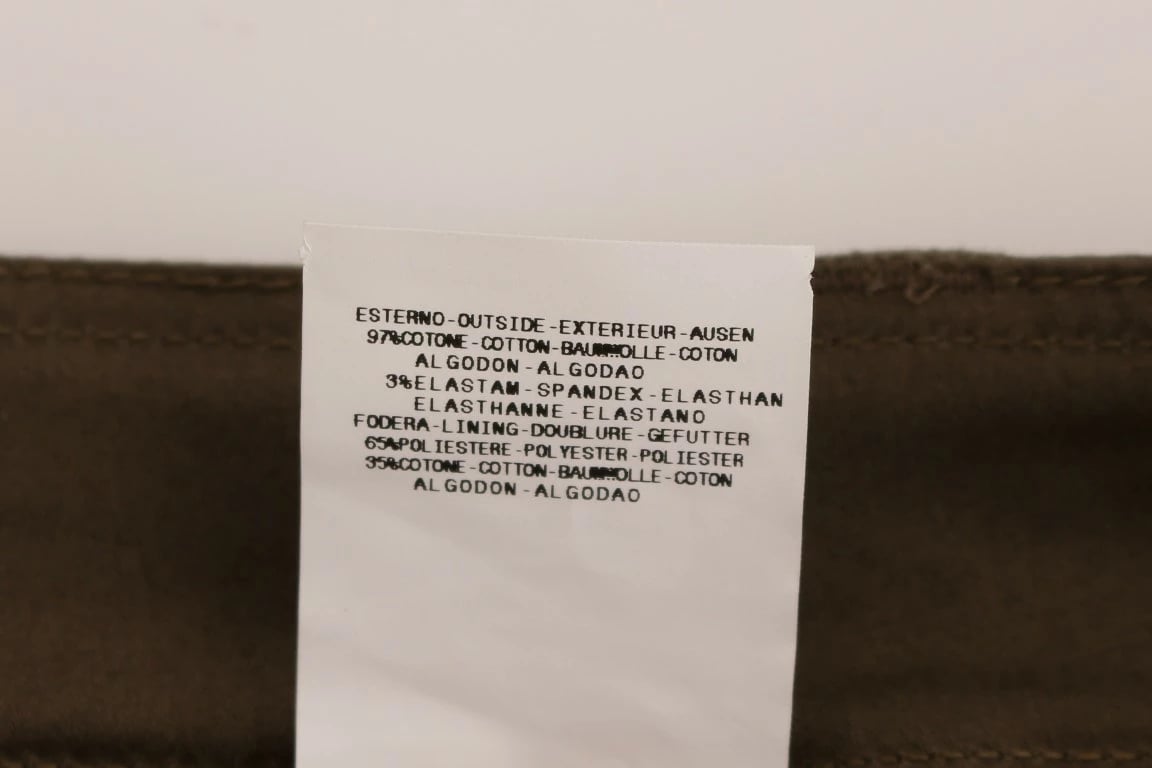 ESTERNO-OUTSIDE-EXTERIEUR-AUSEN
97%COTONE-COTTON-BAUMWOLLE-COTON
ALGODON-ALGODAO
3%ELASTAM-SPANDEX-ELASTHAN
ELASTHANNE-ELASTANO
FODERA-LINING-DOUBLURE-GEFUTTER
65%POLIESTERE-POLYESTER-POLIESTER
35%COTONE-COTTON-BAUMWOLLE-COTON
ALGODON-ALGODAO